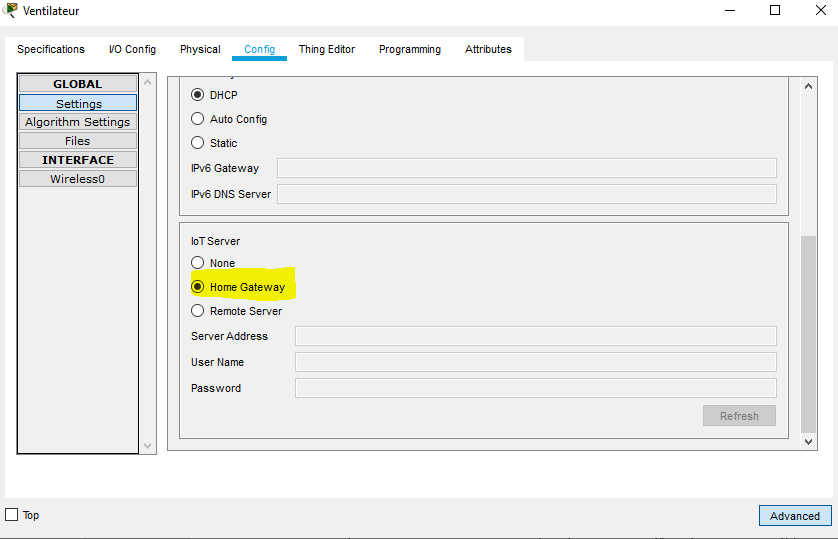 Ventilateur
Specifications I/O Config Physical Config Thing Editor Programming Attributes
GLOBAL
Settings
Algorithm Settings
Files
INTERFACE
Wireless0
DHCP
Auto Config
Static
IPv6 Gateway
IPv6 DNS Server
IoT Server
None
Home Gateway
Remote Server
Server Address
User Name
Password
Refresh
Top
Advanced